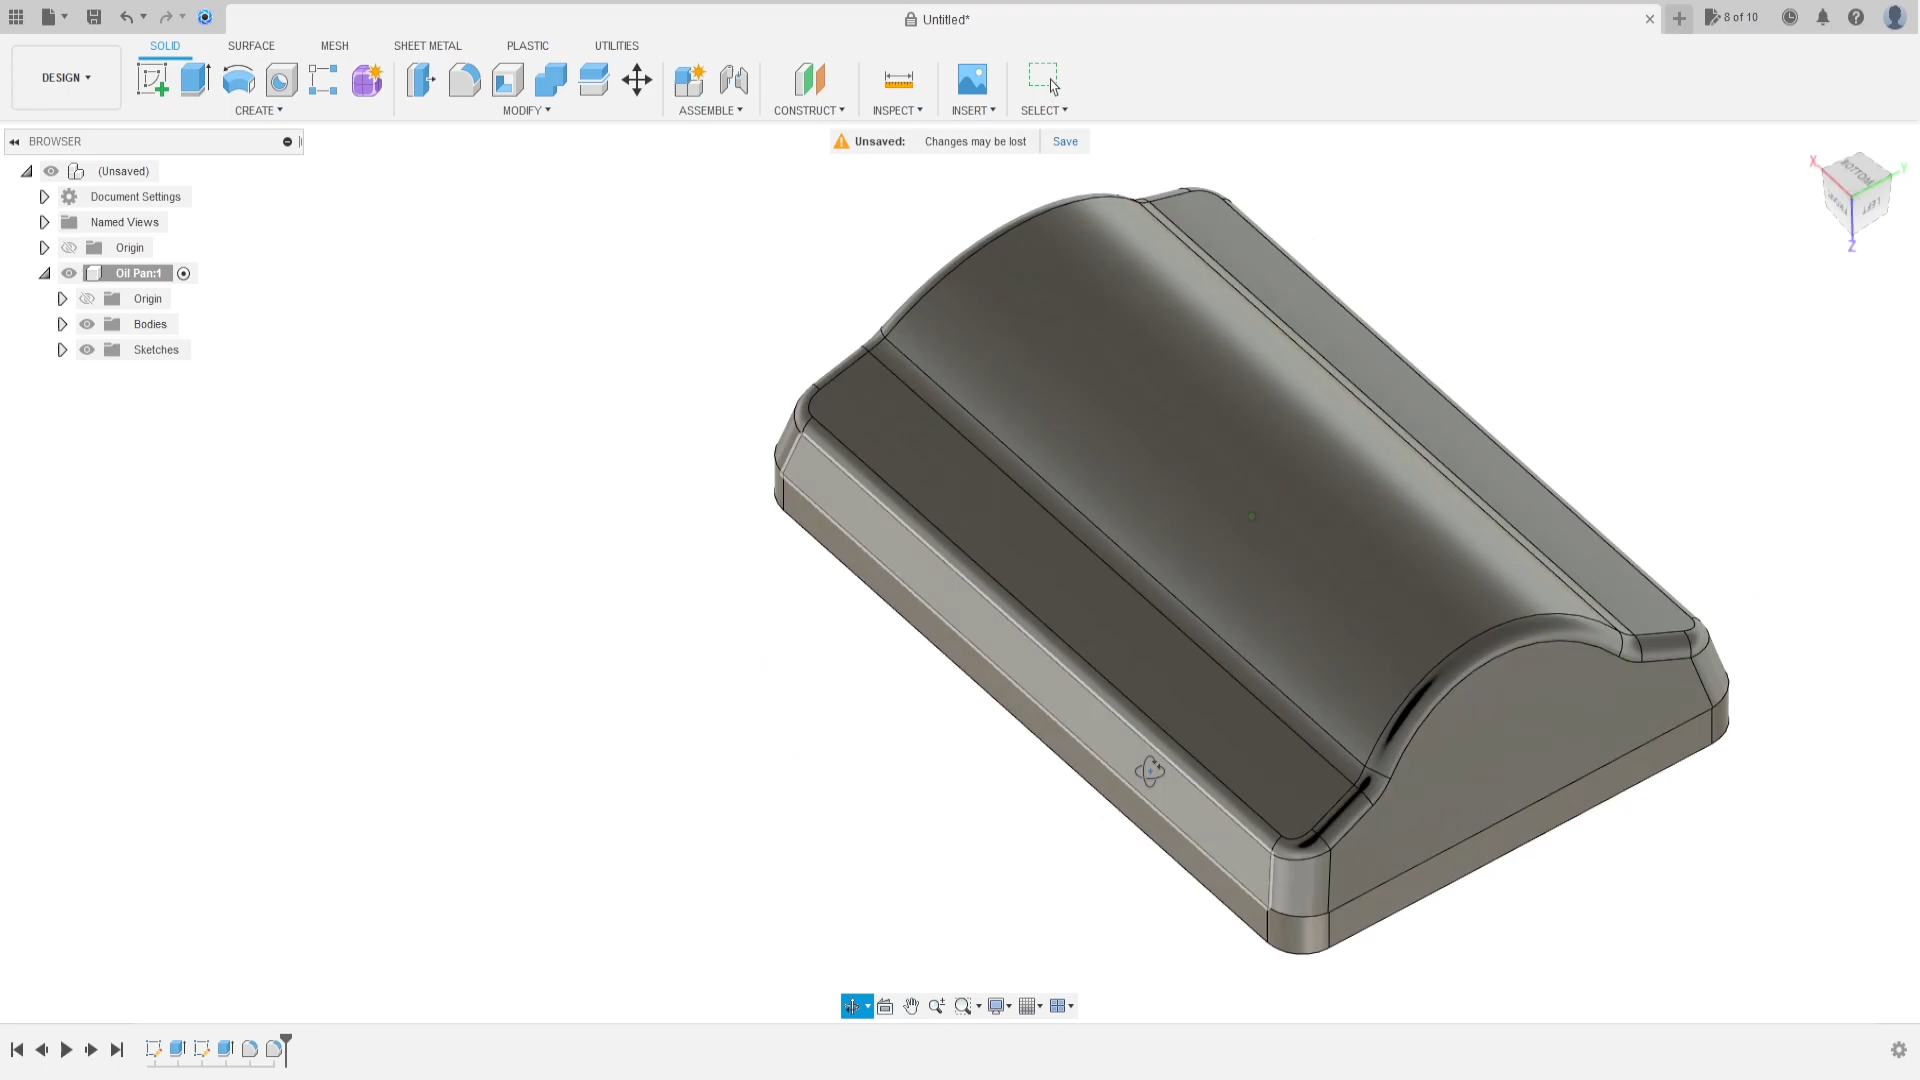 Untitled*
8 of 10
DESIGN
SOLID
SURFACE
MESH
SHEET METAL
PLASTIC
UTILITIES
CREATE
MODIFY
ASSEMBLE
CONSTRUCT
INSPECT
INSERT
SELECT
BROWSER
Unsaved: Changes may be lost Save
(Unsaved)
Document Settings
Named Views
Origin
Oil Pan:1
Origin
Bodies
Sketches
X
Y
Z
BOTTOM
LEFT